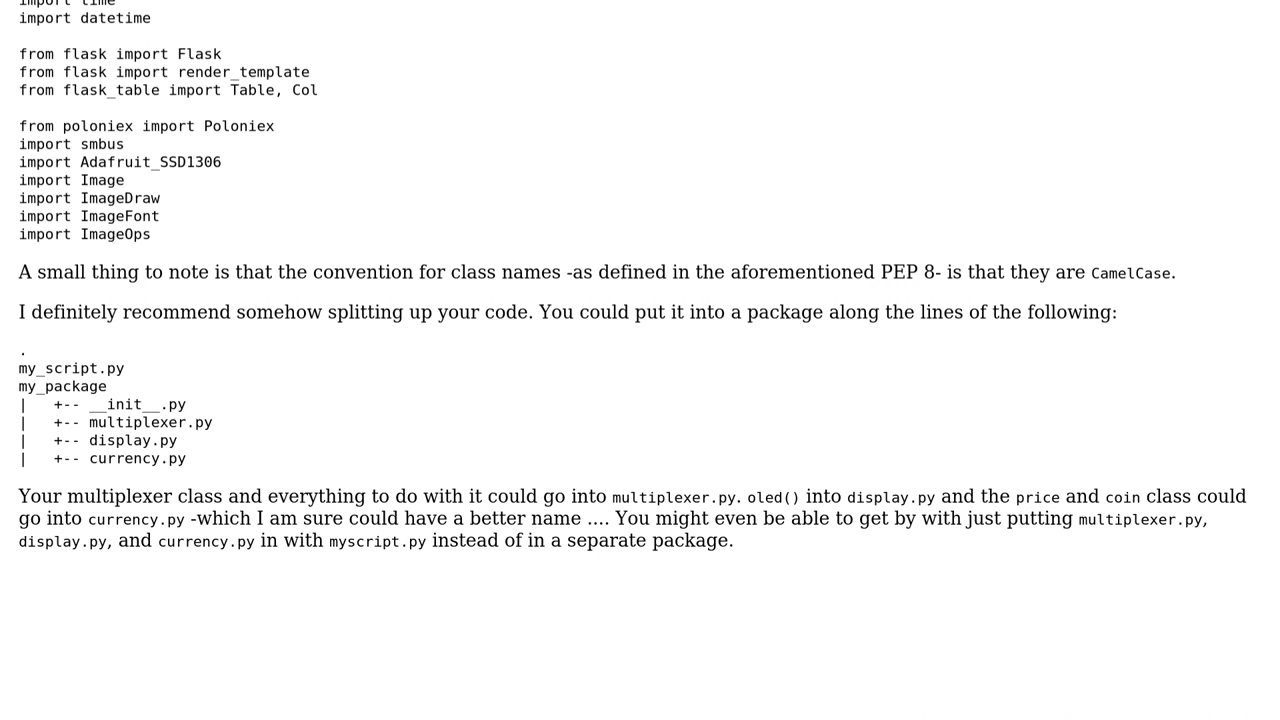 import time
import datetime

from flask import Flask
from flask import render_template
from flask_table import Table, Col

from poloniex import Poloniex
import smbus
import Adafruit_SSD1306
import Image
import ImageDraw
import ImageFont
import ImageOps

A small thing to note is that the convention for class names -as defined in the aforementioned PEP 8- is that they are CamelCase.

I definitely recommend somehow splitting up your code. You could put it into a package along the lines of the following:

.
my_script.py
my_package
|   +-- __init__.py
|   +-- multiplexer.py
|   +-- display.py
|   +-- currency.py

Your multiplexer class and everything to do with it could go into multiplexer.py. oled() into display.py and the price and coin class could
go into currency.py -which I am sure could have a better name .... You might even be able to get by with just putting multiplexer.py,
display.py, and currency.py in with myscript.py instead of in a separate package.